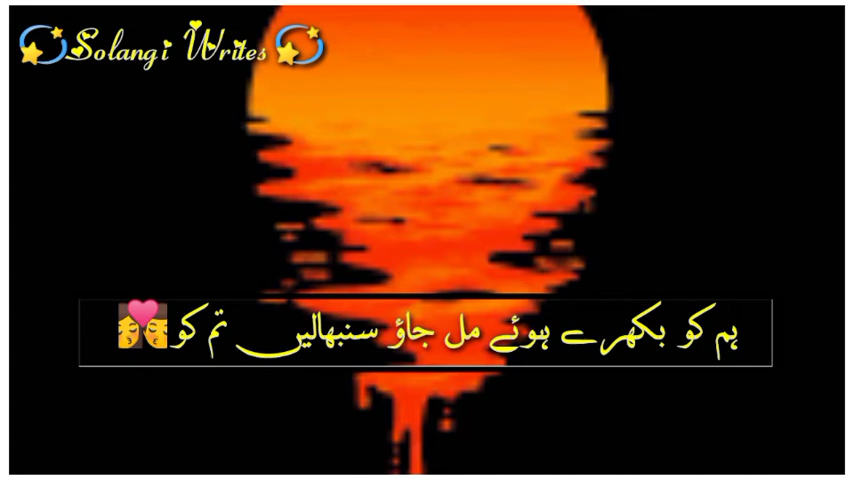 Solangi Writes
ہم کو بکھرے ہوئے مل جاؤ سنبھالیں تم کو